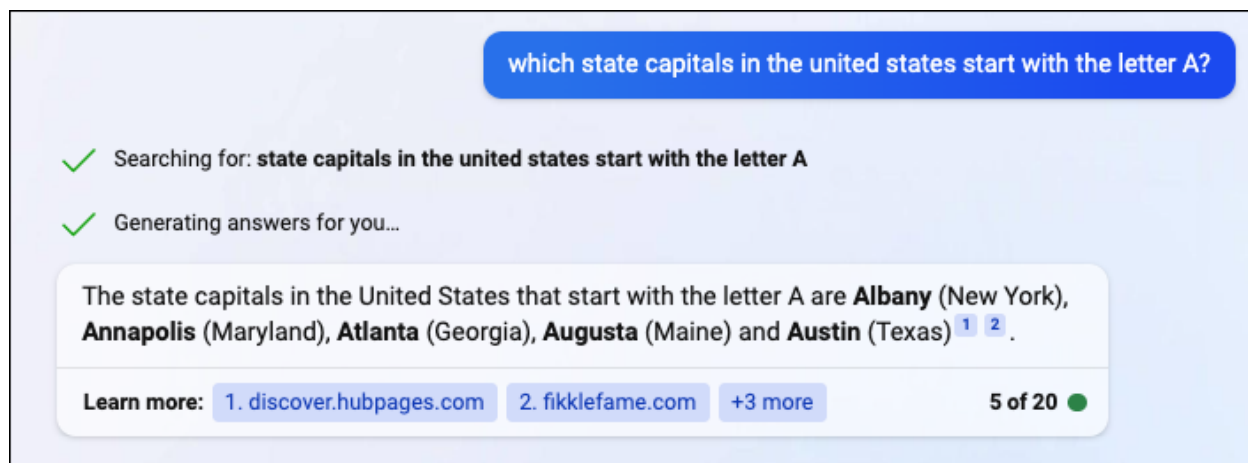 which state capitals in the united states start with the letter A?
Searching for: state capitals in the united states start with the letter A
Generating answers for you…
The state capitals in the United States that start with the letter A are Albany (New York),
Annapolis (Maryland), Atlanta (Georgia), Augusta (Maine) and Austin (Texas) 1 2 .
Learn more: 1. discover.hubpages.com 2. fikklefame.com +3 more 5 of 20